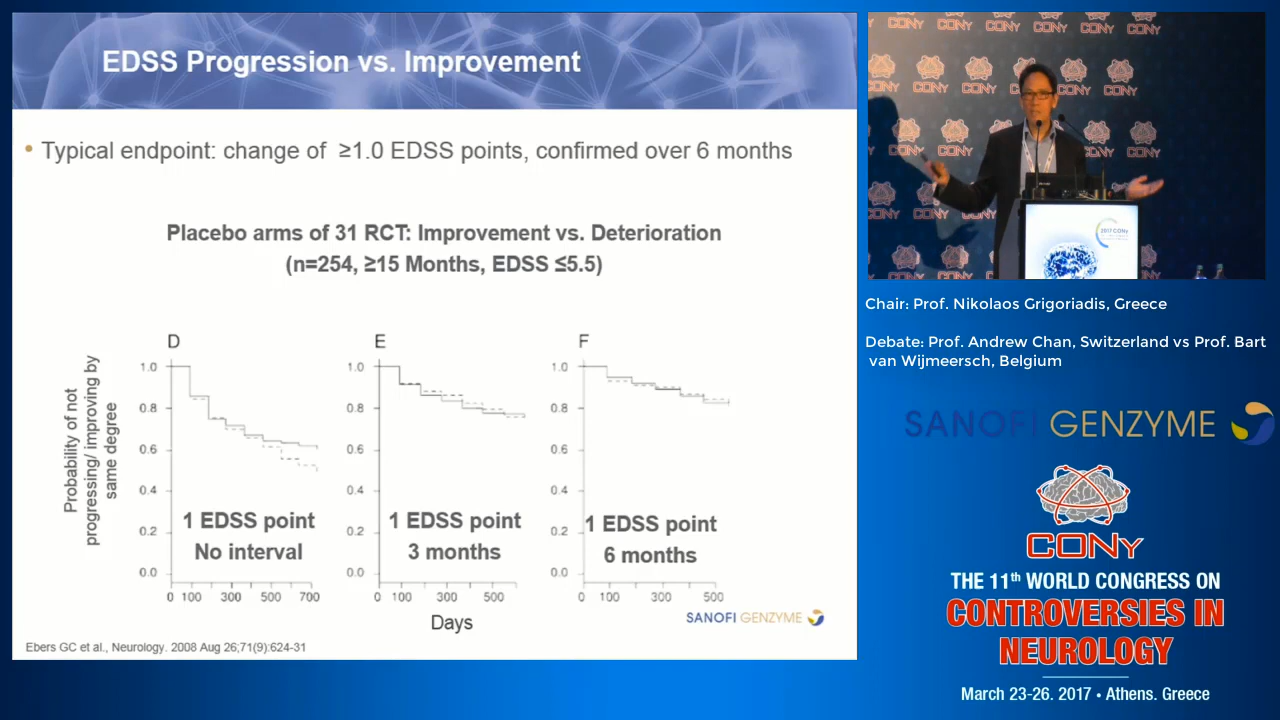 EDSS Progression vs. Improvement
• Typical endpoint: change of ≥1.0 EDSS points, confirmed over 6 months
Placebo arms of 31 RCT: Improvement vs. Deterioration
(n=254, ≥15 Months, EDSS ≤5.5)
Probability of not
progressing/ improving by
same degree
D
1.0
0.8
0.6
0.4
0.2
0.0
1 EDSS point
No interval
0 100 300 500 700
E
1.0
0.8
0.6
0.4
0.2
0.0
1 EDSS point
3 months
0 100 300 500
F
1.0
0.8
0.6
0.4
0.2
0.0
1 EDSS point
6 months
0 100 300 500
Days
SANOFI GENZYME
Ebers GC et al., Neurology. 2008 Aug 26;71(9):624-31
CONy
2017 CONy
Chair: Prof. Nikolaos Grigoriadis, Greece
Debate: Prof. Andrew Chan, Switzerland vs Prof. Bart
van Wijmeersch, Belgium
SANOFI GENZYME
CONy
THE 11th WORLD CONGRESS ON
CONTROVERSIES IN
NEUROLOGY
March 23-26. 2017 • Athens. Greece